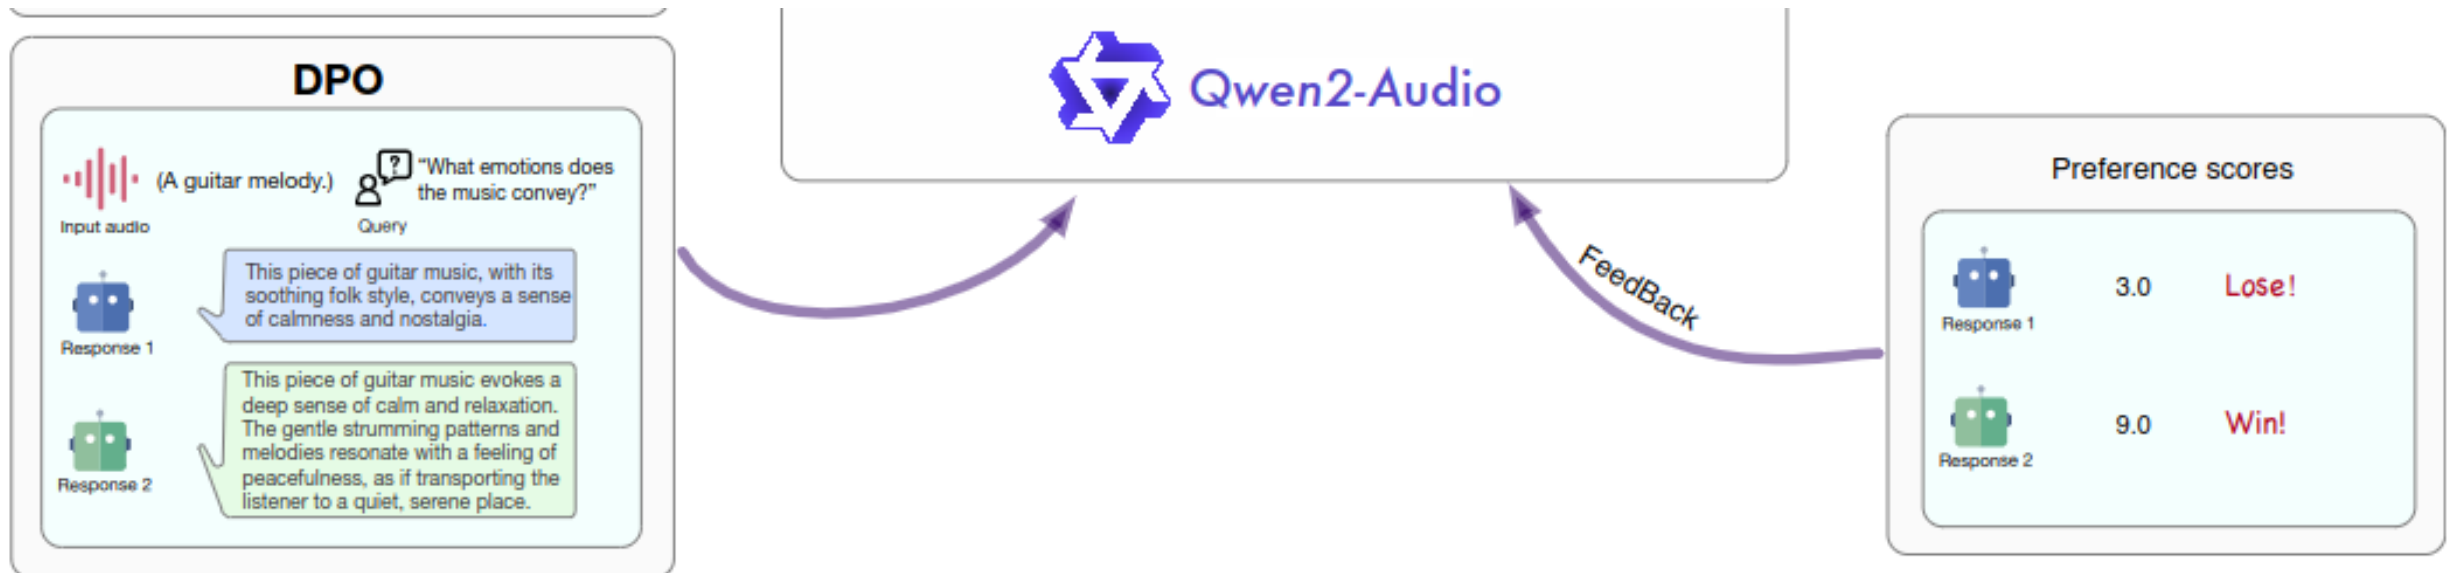 DPO
(A guitar melody.)
Input audio
“What emotions does
the music convey?”
Query
This piece of guitar music, with its
soothing folk style, conveys a sense
of calmness and nostalgia.
Response 1
This piece of guitar music evokes a
deep sense of calm and relaxation.
The gentle strumming patterns and
melodies resonate with a feeling of
peacefulness, as if transporting the
listener to a quiet, serene place.
Response 2
Qwen2-Audio
FeedBack
Preference scores
3.0 Lose!
Response 1
9.0 Win!
Response 2